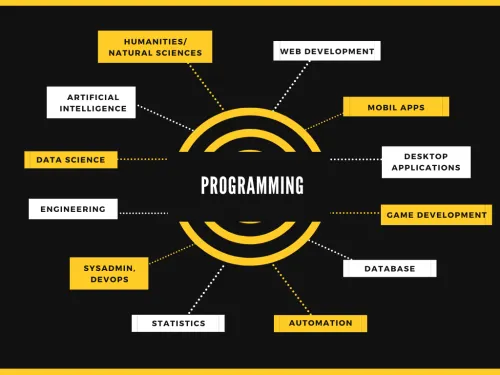 HUMANITIES/
NATURAL SCIENCES
WEB DEVELOPMENT
ARTIFICIAL
INTELLIGENCE
MOBIL APPS
DATA SCIENCE
DESKTOP
APPLICATIONS
PROGRAMMING
ENGINEERING
GAME DEVELOPMENT
SYSADMIN,
DEVOPS
DATABASE
STATISTICS
AUTOMATION